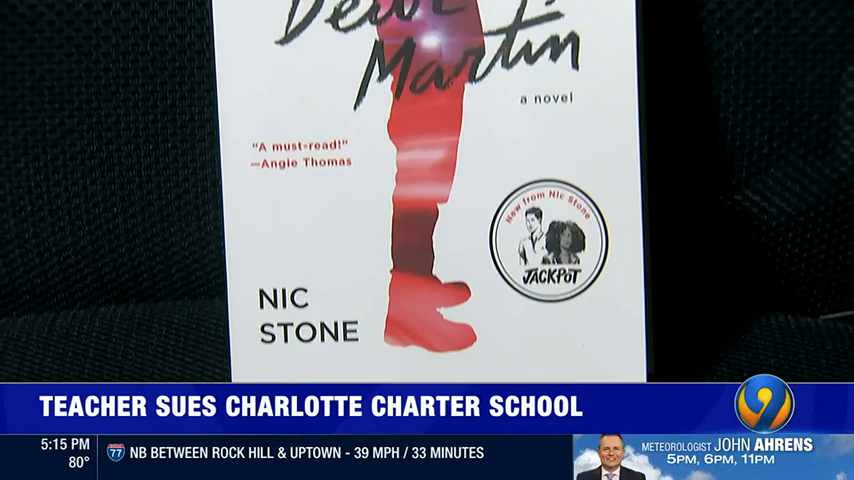 Dear
Martin
a novel
"A must-read!"
—Angie Thomas
New from Nic Stone
JACKPOT
NIC
STONE
TEACHER SUES CHARLOTTE CHARTER SCHOOL
9
5:15 PM
80°
77 NB BETWEEN ROCK HILL & UPTOWN - 39 MPH / 33 MINUTES
METEOROLOGIST JOHN AHRENS
5PM, 6PM, 11PM